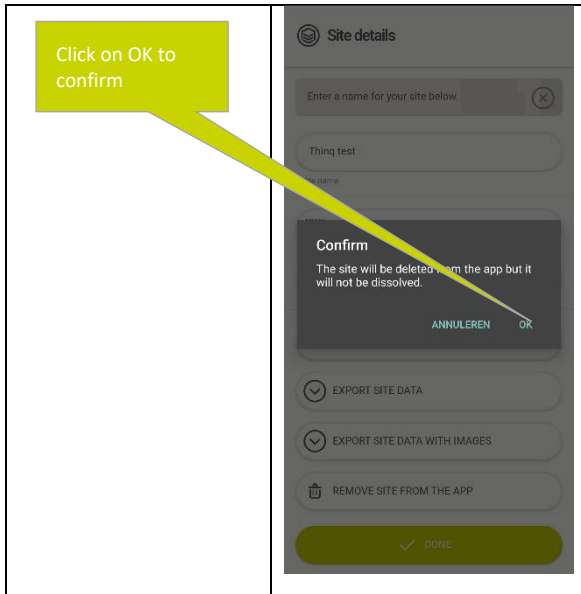 Click on OK to
confirm
Site details
Enter a name for your site below.
Thinq test
Confirm
The site will be deleted from the app but it
will not be dissolved.
ANNULEREN OK
EXPORT SITE DATA
EXPORT SITE DATA WITH IMAGES
REMOVE SITE FROM THE APP
DONE